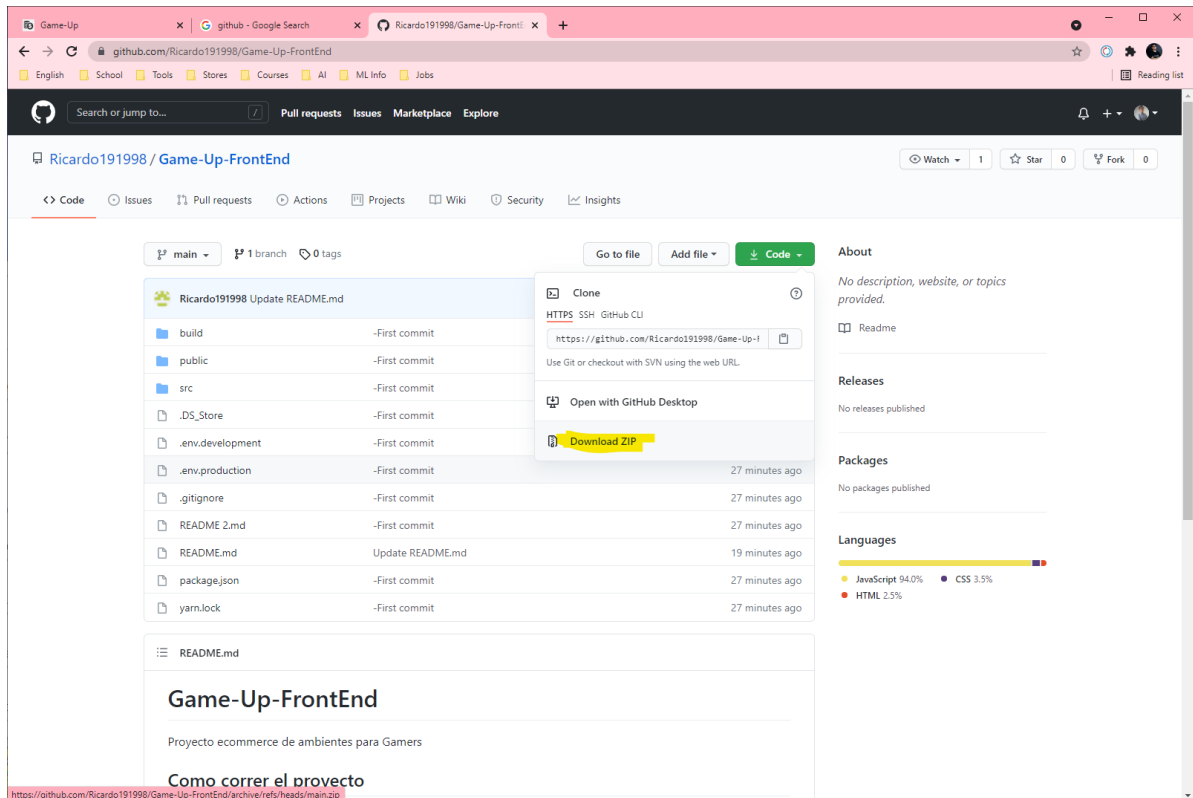 Game-Up
github - Google Search
Ricardo191998/Game-Up-FrontE
github.com/Ricardo191998/Game-Up-FrontEnd
English School Tools Stores Courses AI ML Info Jobs Reading list
Search or jump to... / Pull requests Issues Marketplace Explore
Ricardo191998 / Game-Up-FrontEnd
Watch 1 Star 0 Fork 0
<> Code Issues Pull requests Actions Projects Wiki Security Insights
main 1 branch 0 tags Go to file Add file Code
Ricardo191998 Update README.md
build -First commit
public -First commit
src -First commit
.DS_Store -First commit
.env.development -First commit
.env.production -First commit 27 minutes ago
.gitignore -First commit 27 minutes ago
README 2.md -First commit 27 minutes ago
README.md Update README.md 19 minutes ago
package.json -First commit 27 minutes ago
yarn.lock -First commit 27 minutes ago
Clone
HTTPS SSH GitHub CLI
https://github.com/Ricardo191998/Game-Up-F
Use Git or checkout with SVN using the web URL.
Open with GitHub Desktop
Download ZIP
About
No description, website, or topics
provided.
Readme
Releases
No releases published
Packages
No packages published
Languages
JavaScript 94.0% CSS 3.5%
HTML 2.5%
README.md
Game-Up-FrontEnd
Proyecto ecommerce de ambientes para Gamers
Como correr el proyecto
https://github.com/Ricardo191998/Game-Up-FrontEnd/archive/refs/heads/main.zip